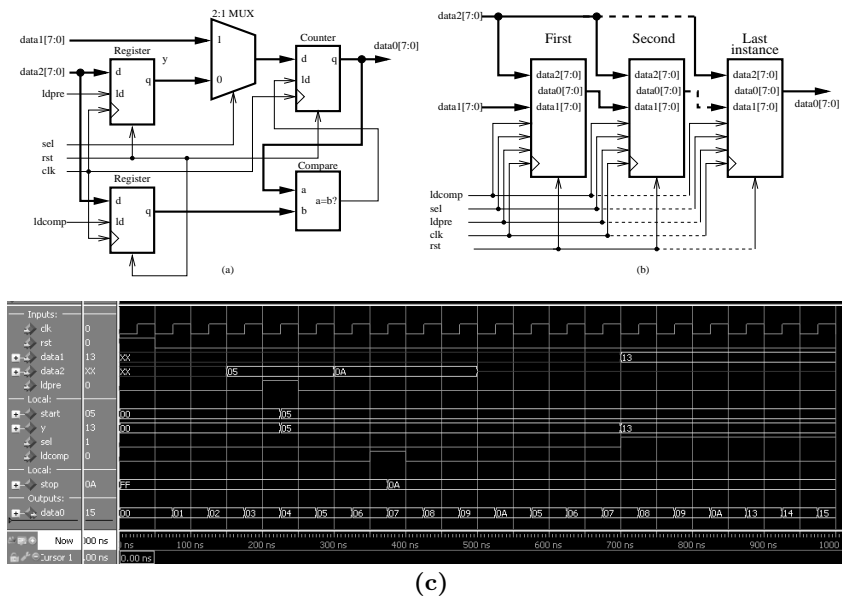 2:1 MUX
Counter
data1[7:0]
1
d
q
data0[7:0]
Register
y
data2[7:0]
d
q
0
ld
ldpre
ld
sel
rst
clk
Register
Compare
d
q
a
a=b?
b
ldcomp
ld
(a)
data2[7:0]
First
Second
Last
instance
data2[7:0]
data2[7:0]
data2[7:0]
data0[7:0]
data0[7:0]
data0[7:0]
data1[7:0]
data1[7:0]
data1[7:0]
data1[7:0]
data0[7:0]
ldcomp
sel
ldpre
clk
rst
(b)
Inputs:
clk 0
rst 0
data1 13 XX 13
data2 XX XX 05 0A
ldpre 0
Local:
start 05 00 05
y 13 00 05 13
sel 1
ldcomp 0
Local:
stop 0A FF 0A
Outputs:
data0 15 00 01 02 03 04 05 06 07 08 09 0A 05 06 07 08 09 0A 13 14 15
Now 000 ns ns 100 ns 200 ns 300 ns 400 ns 500 ns 600 ns 700 ns 800 ns 900 ns 1000
Cursor 1 .00 ns 0.00 ns
(c)